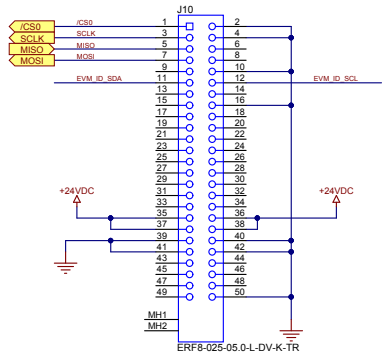 J10
/CS0 /CS0 1 2
SCLK SCLK 3 4
MISO MISO 5 6
MOSI MOSI 7 8
9 10
EVM_ID_SDA 11 12 EVM_ID_SCL
13 14
15 16
17 18
19 20
21 22
23 24
25 26
27 28
29 30
31 32
+24VDC 33 34 +24VDC
35 36
37 38
39 40
41 42
43 44
45 46
47 48
49 50
MH1
MH2
ERF8-025-05.0-L-DV-K-TR